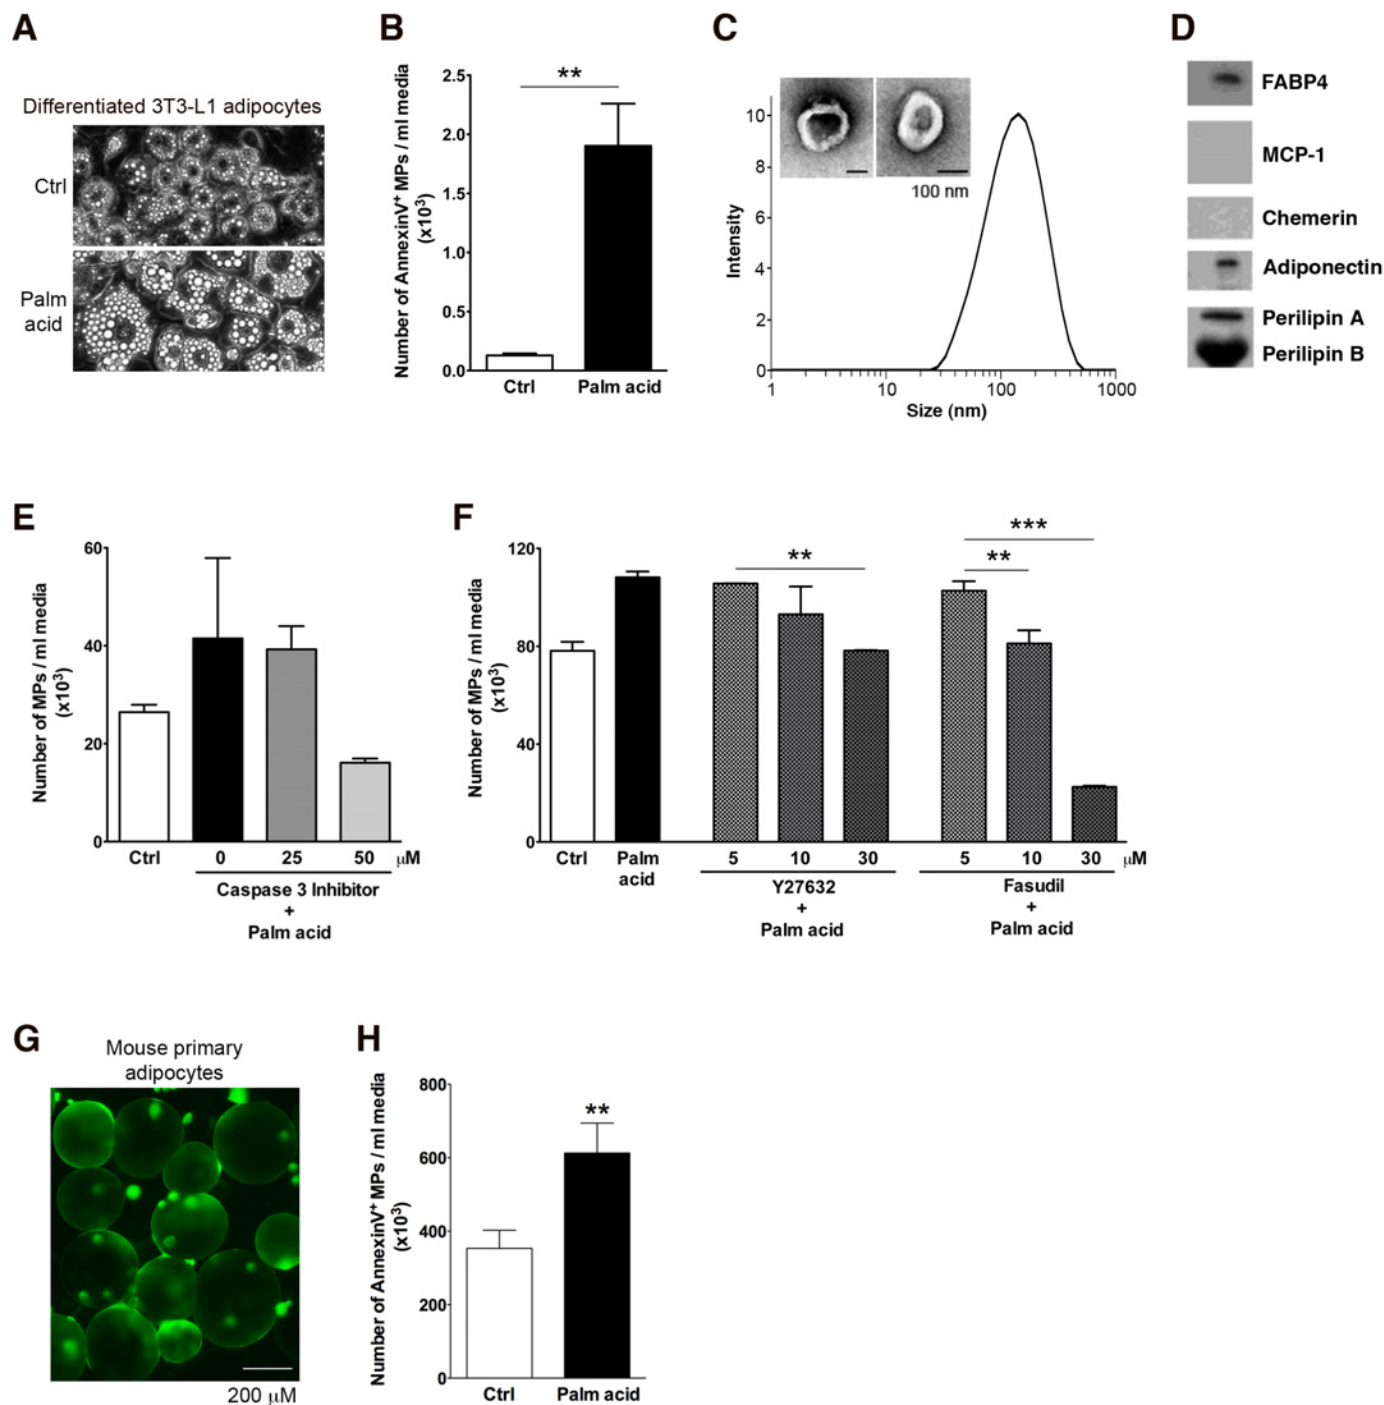 A
Differentiated 3T3-L1 adipocytes
Ctrl
Palm
acid
B
Number of AnnexinV+ MPs / ml media
(x10³)
2.5
2.0
1.5
1.0
0.5
0.0
**
Ctrl
Palm acid
C
Intensity
10
8
6
4
2
0
100 nm
1
10
100
1000
Size (nm)
D
FABP4
MCP-1
Chemerin
Adiponectin
Perilipin A
Perilipin B
E
Number of MPs / ml media
(x10³)
60
40
20
0
Ctrl
0
25
50
μM
Caspase 3 Inhibitor
+
Palm acid
F
Number of MPs / ml media
(x10³)
120
80
40
0
**
**
***
Ctrl
Palm
acid
5
10
30
5
10
30
μM
Y27632
+
Palm acid
Fasudil
+
Palm acid
G
Mouse primary
adipocytes
200 μM
H
Number of AnnexinV+ MPs / ml media
(x10³)
800
600
400
200
0
**
Ctrl
Palm acid